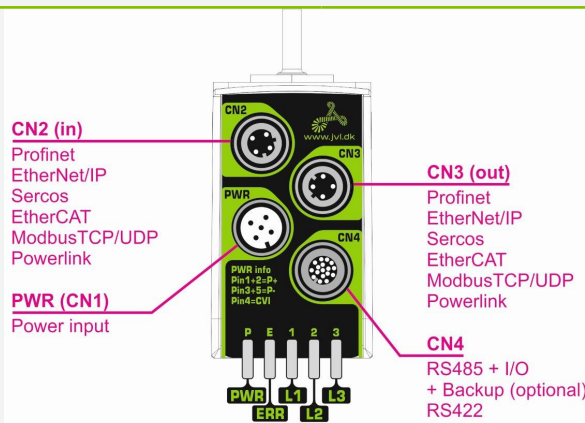 CN2 (in)
Profinet
EtherNet/IP
Sercos
EtherCAT
ModbusTCP/UDP
Powerlink
PWR (CN1)
Power input
CN2
www.jvl.dk
CN3
PWR
CN4
PWR info
Pin1+2=P+
Pin3+5=P-
Pin4=CVI
P E 1 2 3
PWR L1 L3
ERR L2
CN3 (out)
Profinet
EtherNet/IP
Sercos
EtherCAT
ModbusTCP/UDP
Powerlink
CN4
RS485 + I/O
+ Backup (optional)
RS422